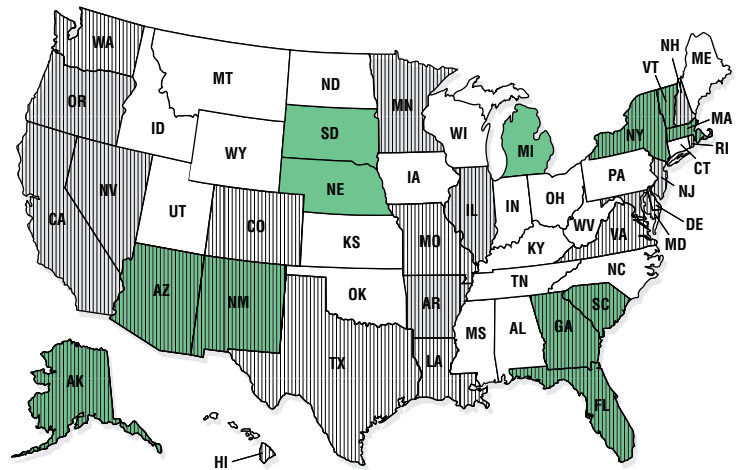 WA
NH
ME
VT
MT
ND
OR
MN
MA
ID
SD
WI
NY
RI
WY
MI
CT
PA
IA
NE
NJ
NV
OH
IL
IN
DE
UT
CO
WV
VA
CA
KS
MO
MD
KY
NC
TN
AZ
OK
NM
AR
SC
MS
AL
GA
TX
LA
AK
FL
HI